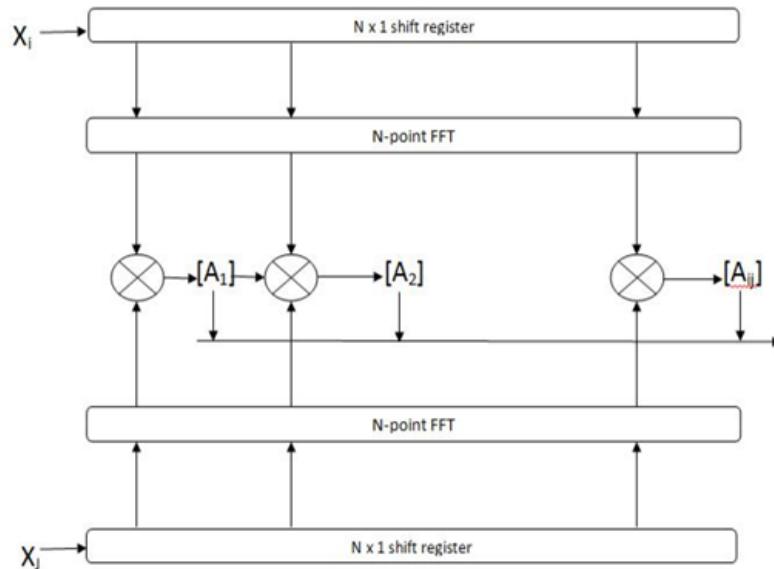 Xᵢ
N x 1 shift register
N-point FFT
[A₁]
[A₂]
[Aᵢⱼ]
N-point FFT
Xⱼ
N x 1 shift register